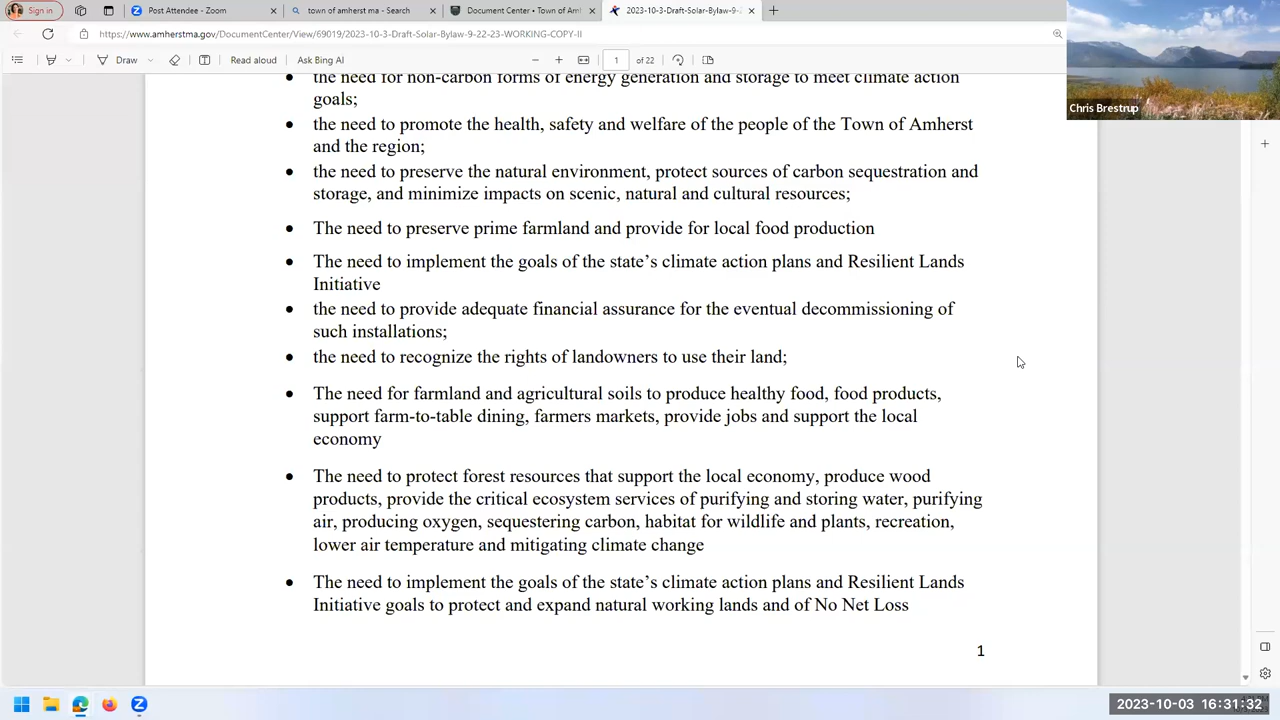 Sign in
Post Attendee - Zoom
town of amherst ma - Search
Document Center • Town of Amh
2023-10-3-Draft-Solar-Bylaw-9-2
https://www.amherstma.gov/DocumentCenter/View/69019/2023-10-3-Draft-Solar-Bylaw-9-22-23-WORKING-COPY-II
Draw
Read aloud
Ask Bing AI
1 of 22
Chris Brestrup
the need for non-carbon forms of energy generation and storage to meet climate action
goals;
the need to promote the health, safety and welfare of the people of the Town of Amherst
and the region;
the need to preserve the natural environment, protect sources of carbon sequestration and
storage, and minimize impacts on scenic, natural and cultural resources;
The need to preserve prime farmland and provide for local food production
The need to implement the goals of the state’s climate action plans and Resilient Lands
Initiative
the need to provide adequate financial assurance for the eventual decommissioning of
such installations;
the need to recognize the rights of landowners to use their land;
The need for farmland and agricultural soils to produce healthy food, food products,
support farm-to-table dining, farmers markets, provide jobs and support the local
economy
The need to protect forest resources that support the local economy, produce wood
products, provide the critical ecosystem services of purifying and storing water, purifying
air, producing oxygen, sequestering carbon, habitat for wildlife and plants, recreation,
lower air temperature and mitigating climate change
The need to implement the goals of the state’s climate action plans and Resilient Lands
Initiative goals to protect and expand natural working lands and of No Net Loss
1
2023-10-03 16:31:32